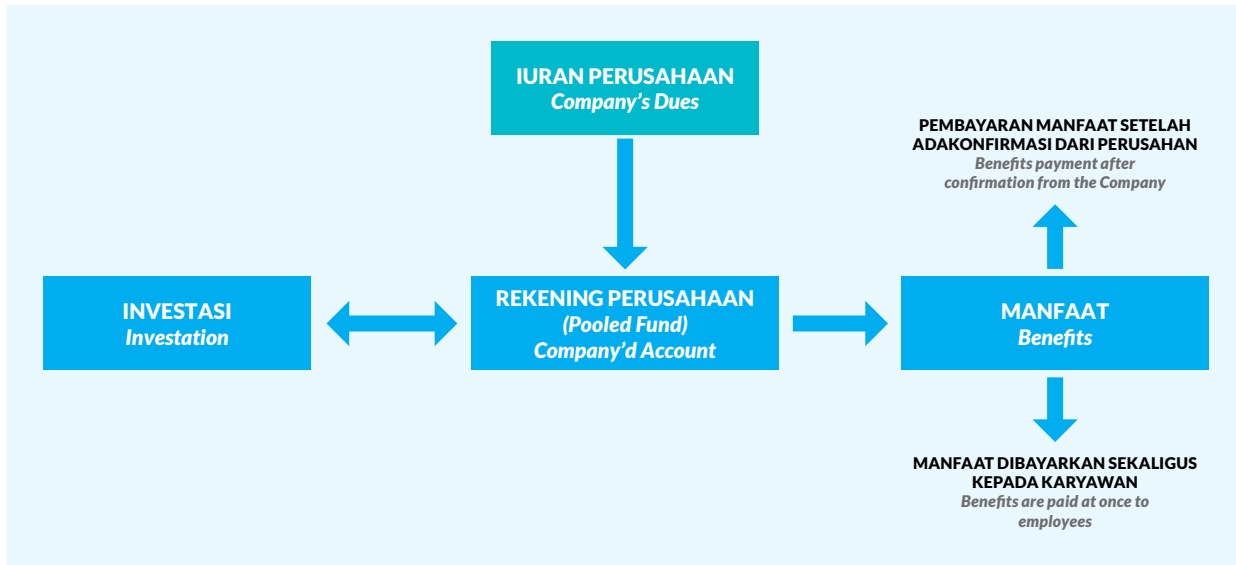 IURAN PERUSAHAAN
Company's Dues
PEMBAYARAN MANFAAT SETELAH
ADAKONFIRMASI DARI PERUSAHAN
Benefits payment after
confirmation from the Company
INVESTASI
Investation
REKENING PERUSAHAAN
(Pooled Fund)
Company'd Account
MANFAAT
Benefits
MANFAAT DIBAYARKAN SEKALIGUS
KEPADA KARYAWAN
Benefits are paid at once to
employees